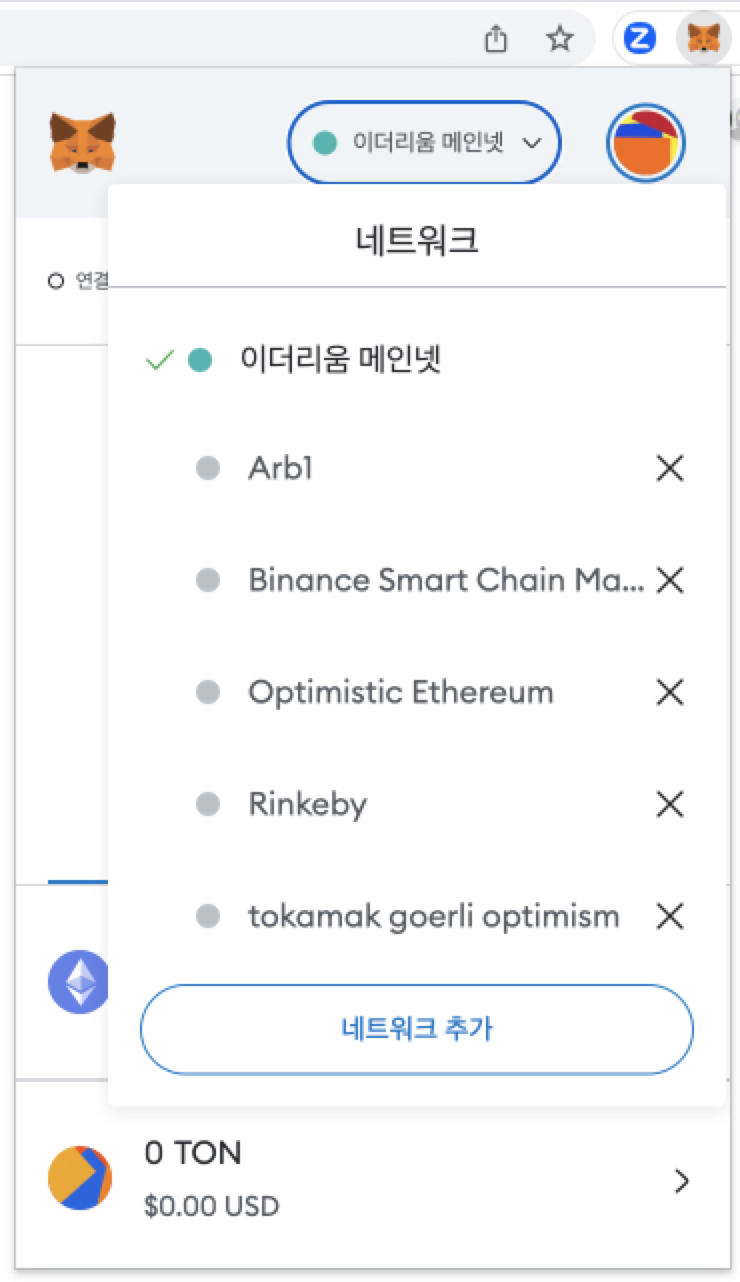 이더리움 메인넷
네트워크
연결
이더리움 메인넷
Arb1
Binance Smart Chain Ma...
Optimistic Ethereum
Rinkeby
tokamak goerli optimism
네트워크 추가
0 TON
$0.00 USD